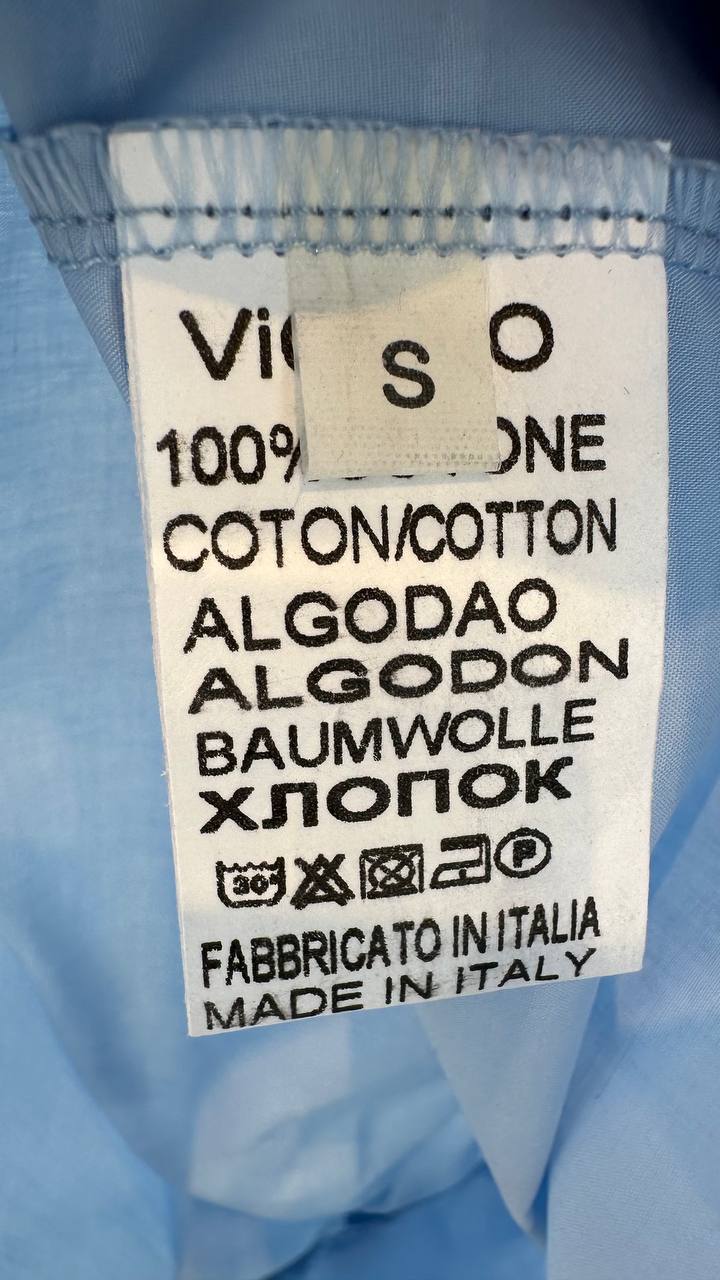 S
100%
COTON/COTTON
ALGODAO
ALGODON
BAUMWOLLE
ХЛОПОК
30°
P
FABBRICATO IN ITALIA
MADE IN ITALY